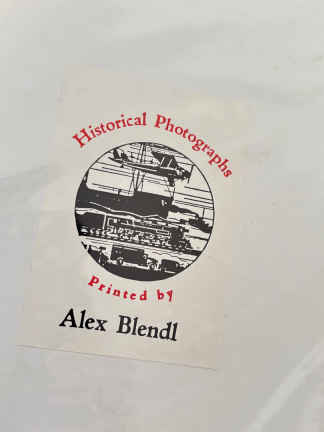 Historical Photographs
Printed by
Alex Blendl